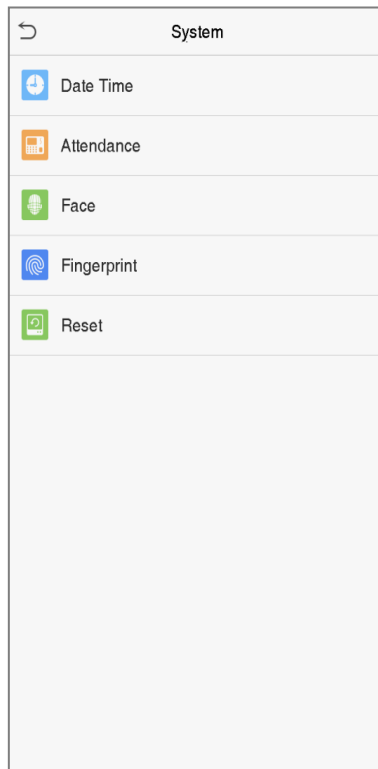 System
Date Time
Attendance
Face
Fingerprint
Reset